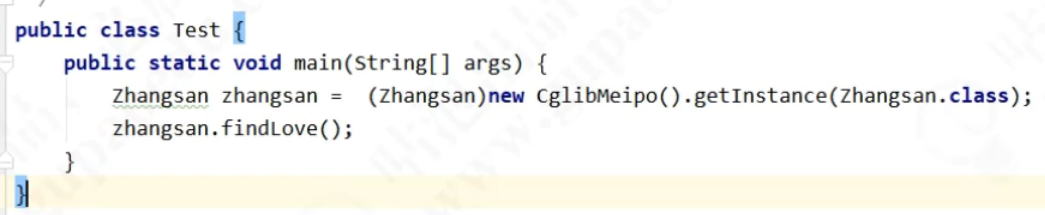 public class Test {
public static void main(String[] args) {
Zhangsan zhangsan = (Zhangsan)new CglibMeipo().getInstance(Zhangsan.class);
zhangsan.findLove();
}
}